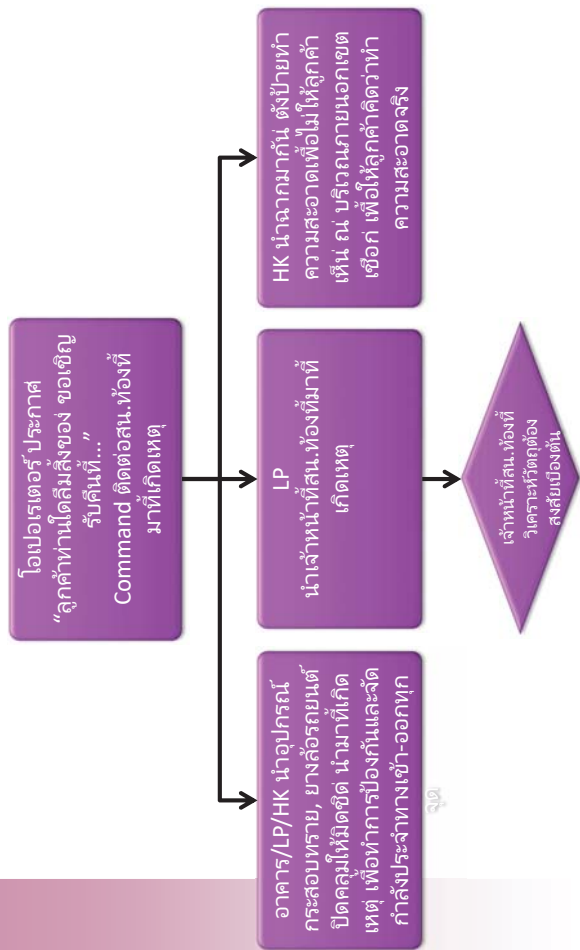 โอเปอเรเตอร์ ประกาศ
“ลูกค้าท่านใดลืมสิ่งของ ขอเชิญ
รับคืนที่...”
Command ติดต่อสน.ท้องที่
มาที่เกิดเหตุ
อาคาร/LP/HK นำอุปกรณ์
กระสอบทราย, ยางล้อรถยนต์
ปิดคลุมให้มิดชิด นำมาที่เกิด
เหตุ เพื่อทำการป้องกันและจัด
กำลังประจำทางเข้า-ออกทุก
จุด
LP
นำเจ้าหน้าที่สน.ท้องที่มาที่
เกิดเหตุ
HK นำฉากมากั้น ตั้งป้ายทำ
ความสะอาดเพื่อไม่ให้ลูกค้า
เห็น ณ บริเวณภายนอกเขต
เชือก เพื่อให้ลูกค้าคิดว่าทำ
ความสะอาดจริง
เจ้าหน้าที่สน.ท้องที่
วิเคราะห์วัตถุต้อง
สงสัยเบื้องต้น